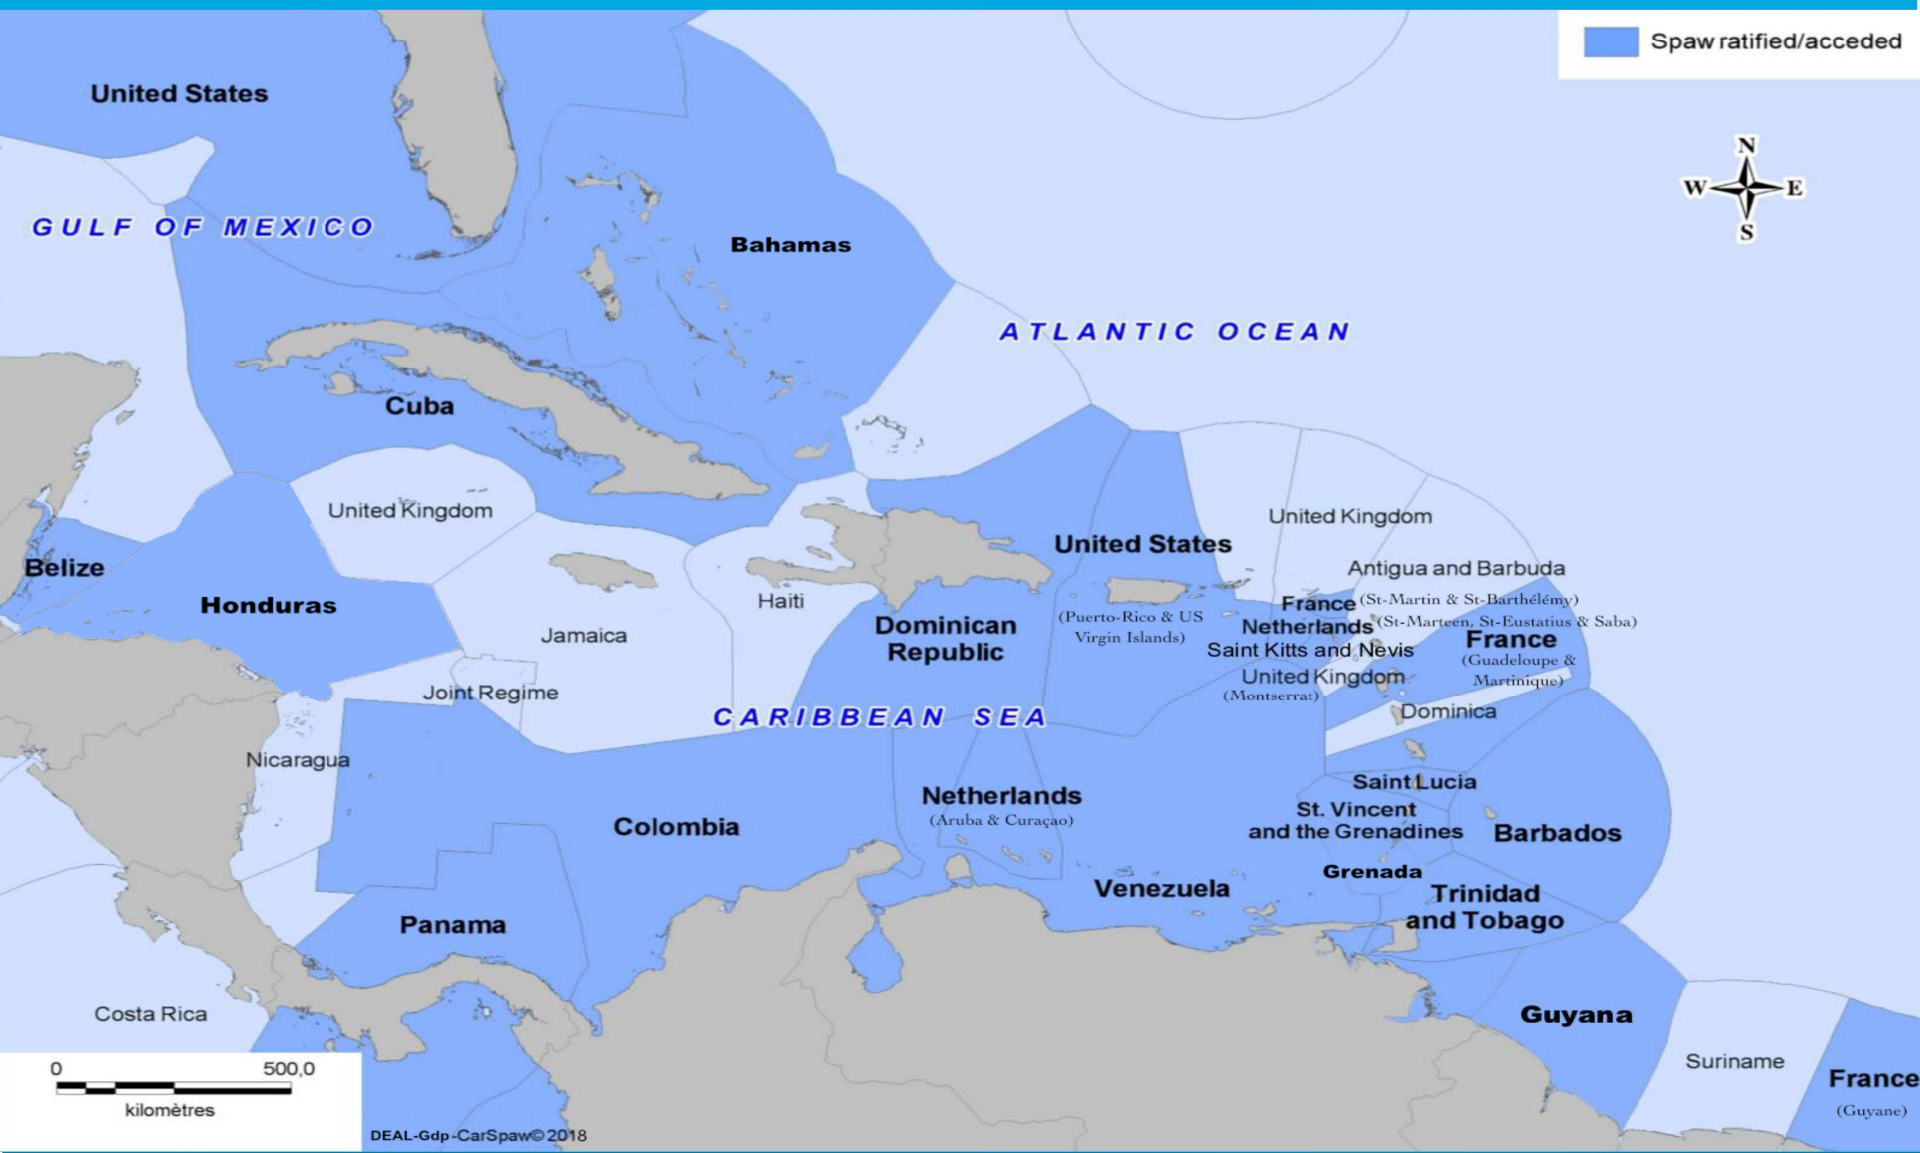 Spaw ratified/acceded
United States
N
W E
S
GULF OF MEXICO
Bahamas
ATLANTIC OCEAN
Cuba
United Kingdom
United Kingdom
United States
Belize
Antigua and Barbuda
Honduras
Haiti
France (St-Martin & St-Barthélémy)
(Puerto-Rico & US
Virgin Islands)
Dominican
Republic
Netherlands (St-Marteen, St-Eustatius & Saba)
Jamaica
France
(Guadeloupe &
Martinique)
Saint Kitts and Nevis
United Kingdom
(Montserrat)
Joint Regime
CARIBBEAN SEA
Dominica
Nicaragua
Saint Lucia
Netherlands
(Aruba & Curaçao)
St. Vincent
and the Grenadines
Colombia
Barbados
Grenada
Venezuela
Trinidad
and Tobago
Panama
Costa Rica
Guyana
Suriname
France
(Guyane)
0 500,0
kilomètres
DEAL-Gdp-CarSpaw© 2018